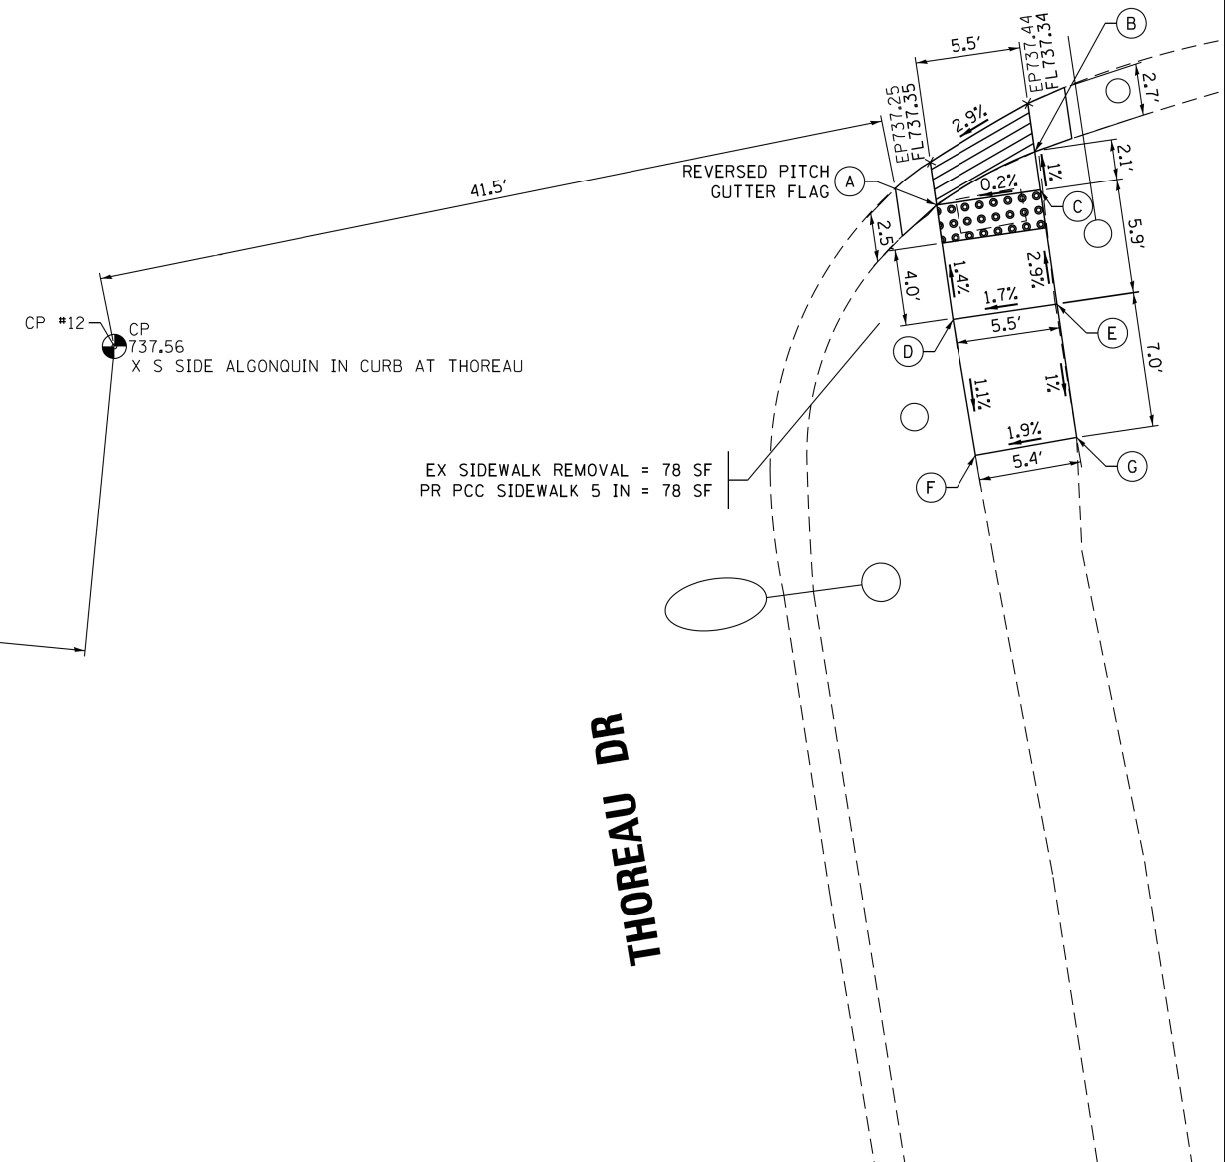 5.5'
EP737.44
FL737.34
B
2.7'
EP737.25
FL737.35
2.9%
41.5'
REVERSED PITCH
GUTTER FLAG
A
0.2%
1%
2.1'
C
2.5'
4.0'
1.4%
2.9%
5.9'
1.7%
5.5'
D
E
CP #12
CP
737.56
X S SIDE ALGONQUIN IN CURB AT THOREAU
1.1%
1%
7.0'
1.9%
5.4'
F
G
EX SIDEWALK REMOVAL = 78 SF
PR PCC SIDEWALK 5 IN = 78 SF
THOREAU DR